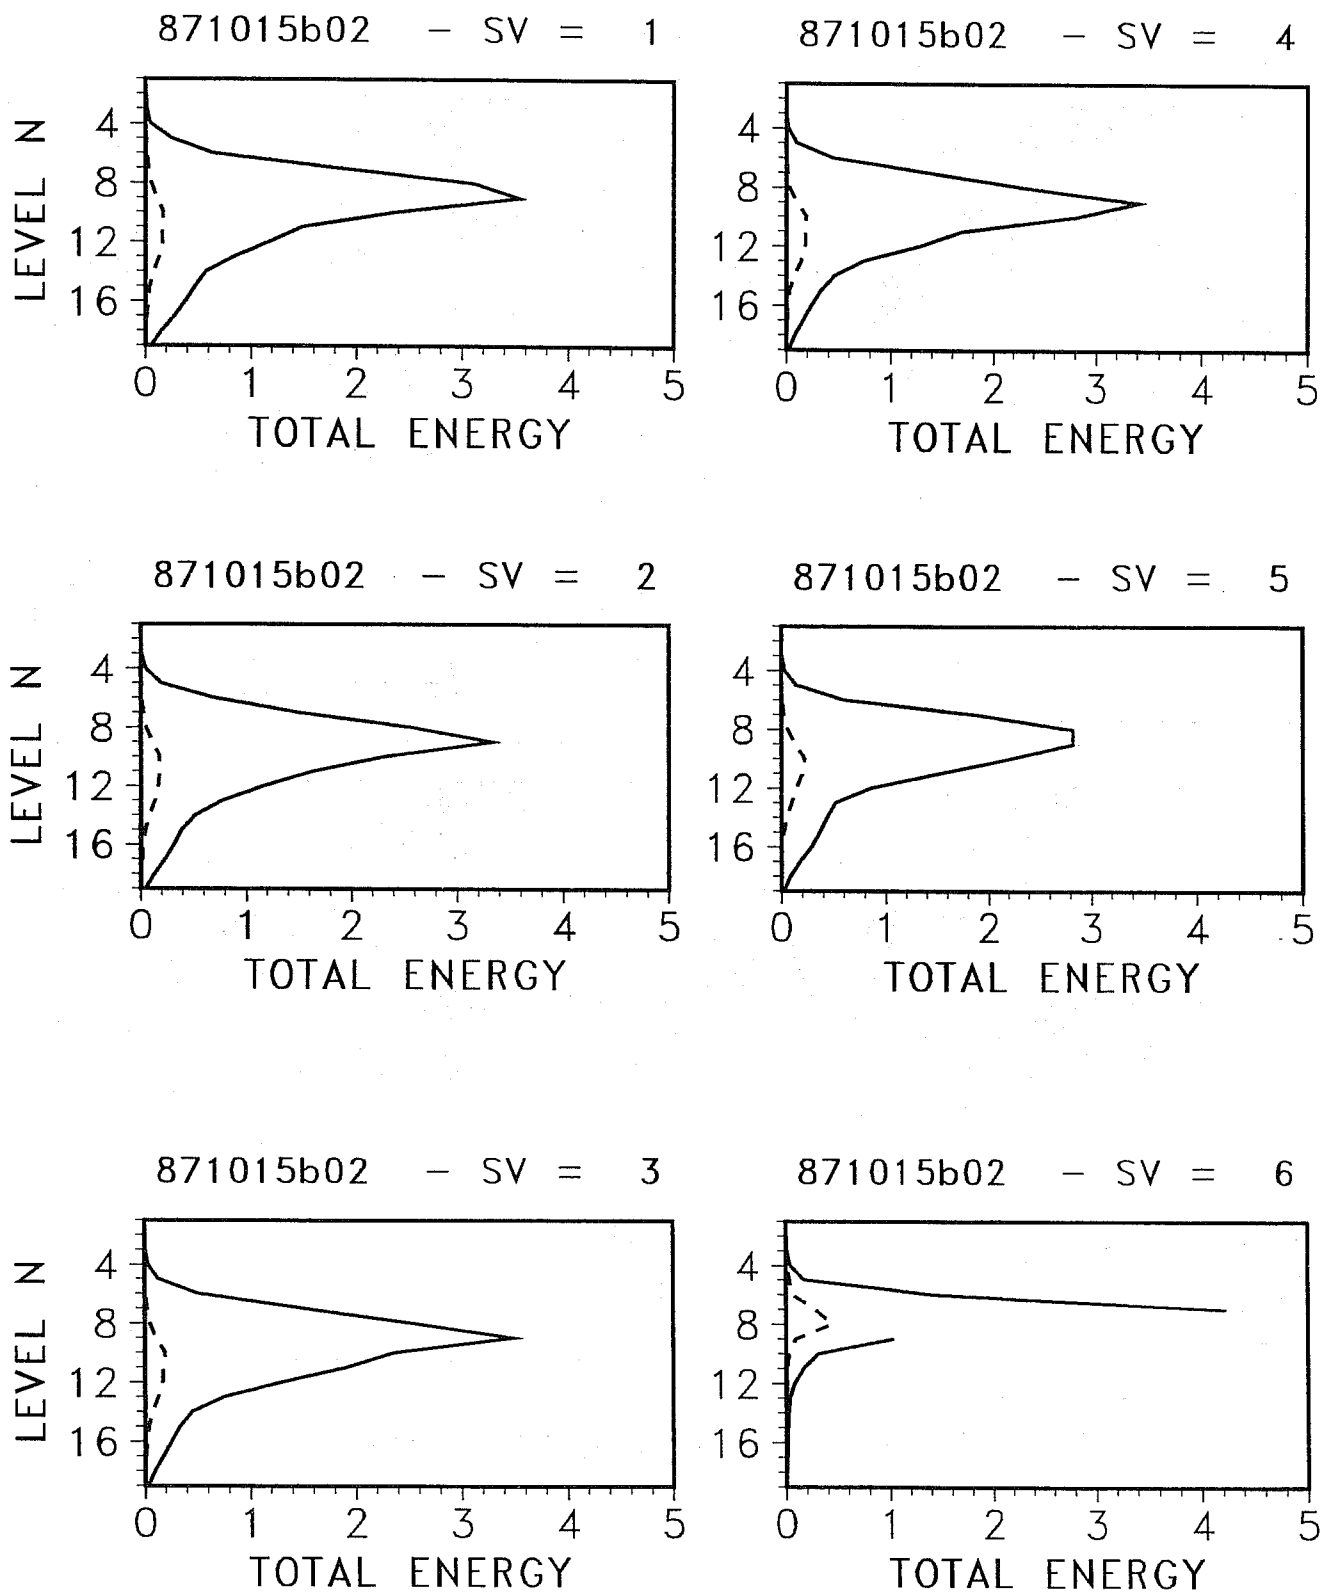 871015b02 - SV = 1
LEVEL N
4
8
12
16
0 1 2 3 4 5
TOTAL ENERGY
871015b02 - SV = 4
4
8
12
16
0 1 2 3 4 5
TOTAL ENERGY
871015b02 - SV = 2
LEVEL N
4
8
12
16
0 1 2 3 4 5
TOTAL ENERGY
871015b02 - SV = 5
4
8
12
16
0 1 2 3 4 5
TOTAL ENERGY
871015b02 - SV = 3
LEVEL N
4
8
12
16
0 1 2 3 4 5
TOTAL ENERGY
871015b02 - SV = 6
4
8
12
16
0 1 2 3 4 5
TOTAL ENERGY